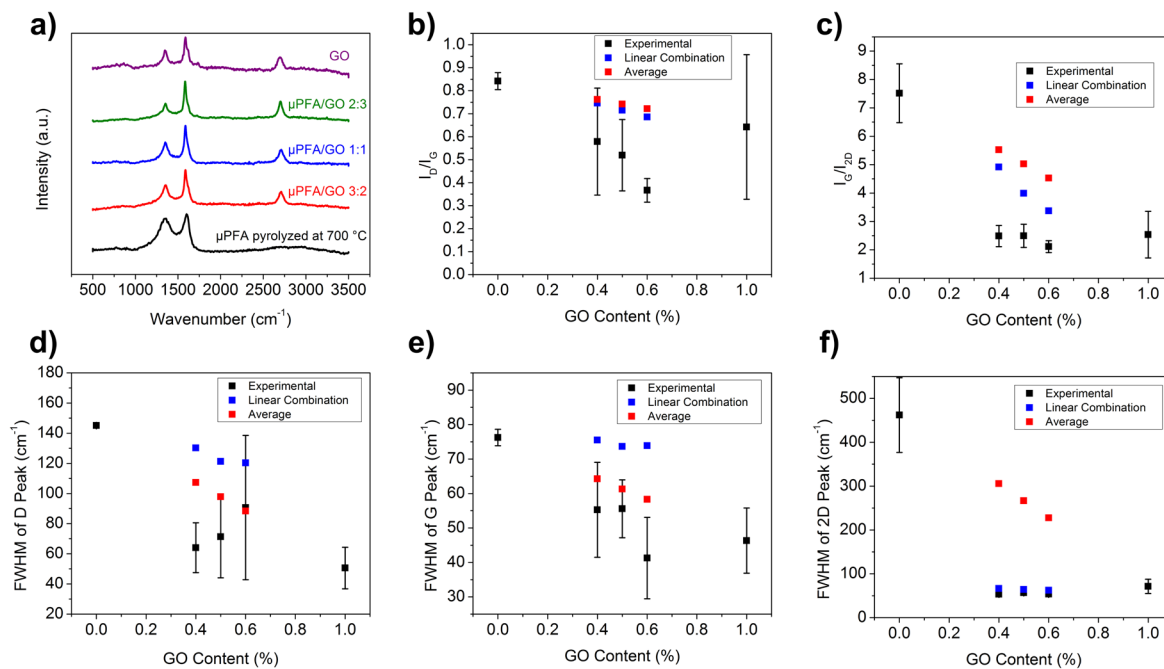 a)
GO
µPFA/GO 2:3
µPFA/GO 1:1
µPFA/GO 3:2
µPFA pyrolyzed at 700 °C
Intensity (a.u.)
500 1000 1500 2000 2500 3000 3500
Wavenumber (cm⁻¹)
b)
Experimental
Linear Combination
Average
1.0
0.9
0.8
0.7
0.6
0.5
0.4
0.3
0.2
0.1
0.0
I_D/I_G
0.0 0.2 0.4 0.6 0.8 1.0
GO Content (%)
c)
Experimental
Linear Combination
Average
9
8
7
6
5
4
3
2
1
I_G/I_2D
0.0 0.2 0.4 0.6 0.8 1.0
GO Content (%)
d)
Experimental
Linear Combination
Average
180
160
140
120
100
80
60
40
20
FWHM of D Peak (cm⁻¹)
0.0 0.2 0.4 0.6 0.8 1.0
GO Content (%)
e)
Experimental
Linear Combination
Average
90
80
70
60
50
40
30
FWHM of G Peak (cm⁻¹)
0.0 0.2 0.4 0.6 0.8 1.0
GO Content (%)
f)
Experimental
Linear Combination
Average
500
400
300
200
100
0
FWHM of 2D Peak (cm⁻¹)
0.0 0.2 0.4 0.6 0.8 1.0
GO Content (%)